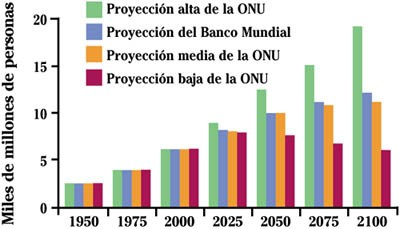 Miles de millones de personas
Proyección alta de la ONU
Proyección del Banco Mundial
Proyección media de la ONU
Proyección baja de la ONU
20
15
10
5
0
1950 1975 2000 2025 2050 2075 2100